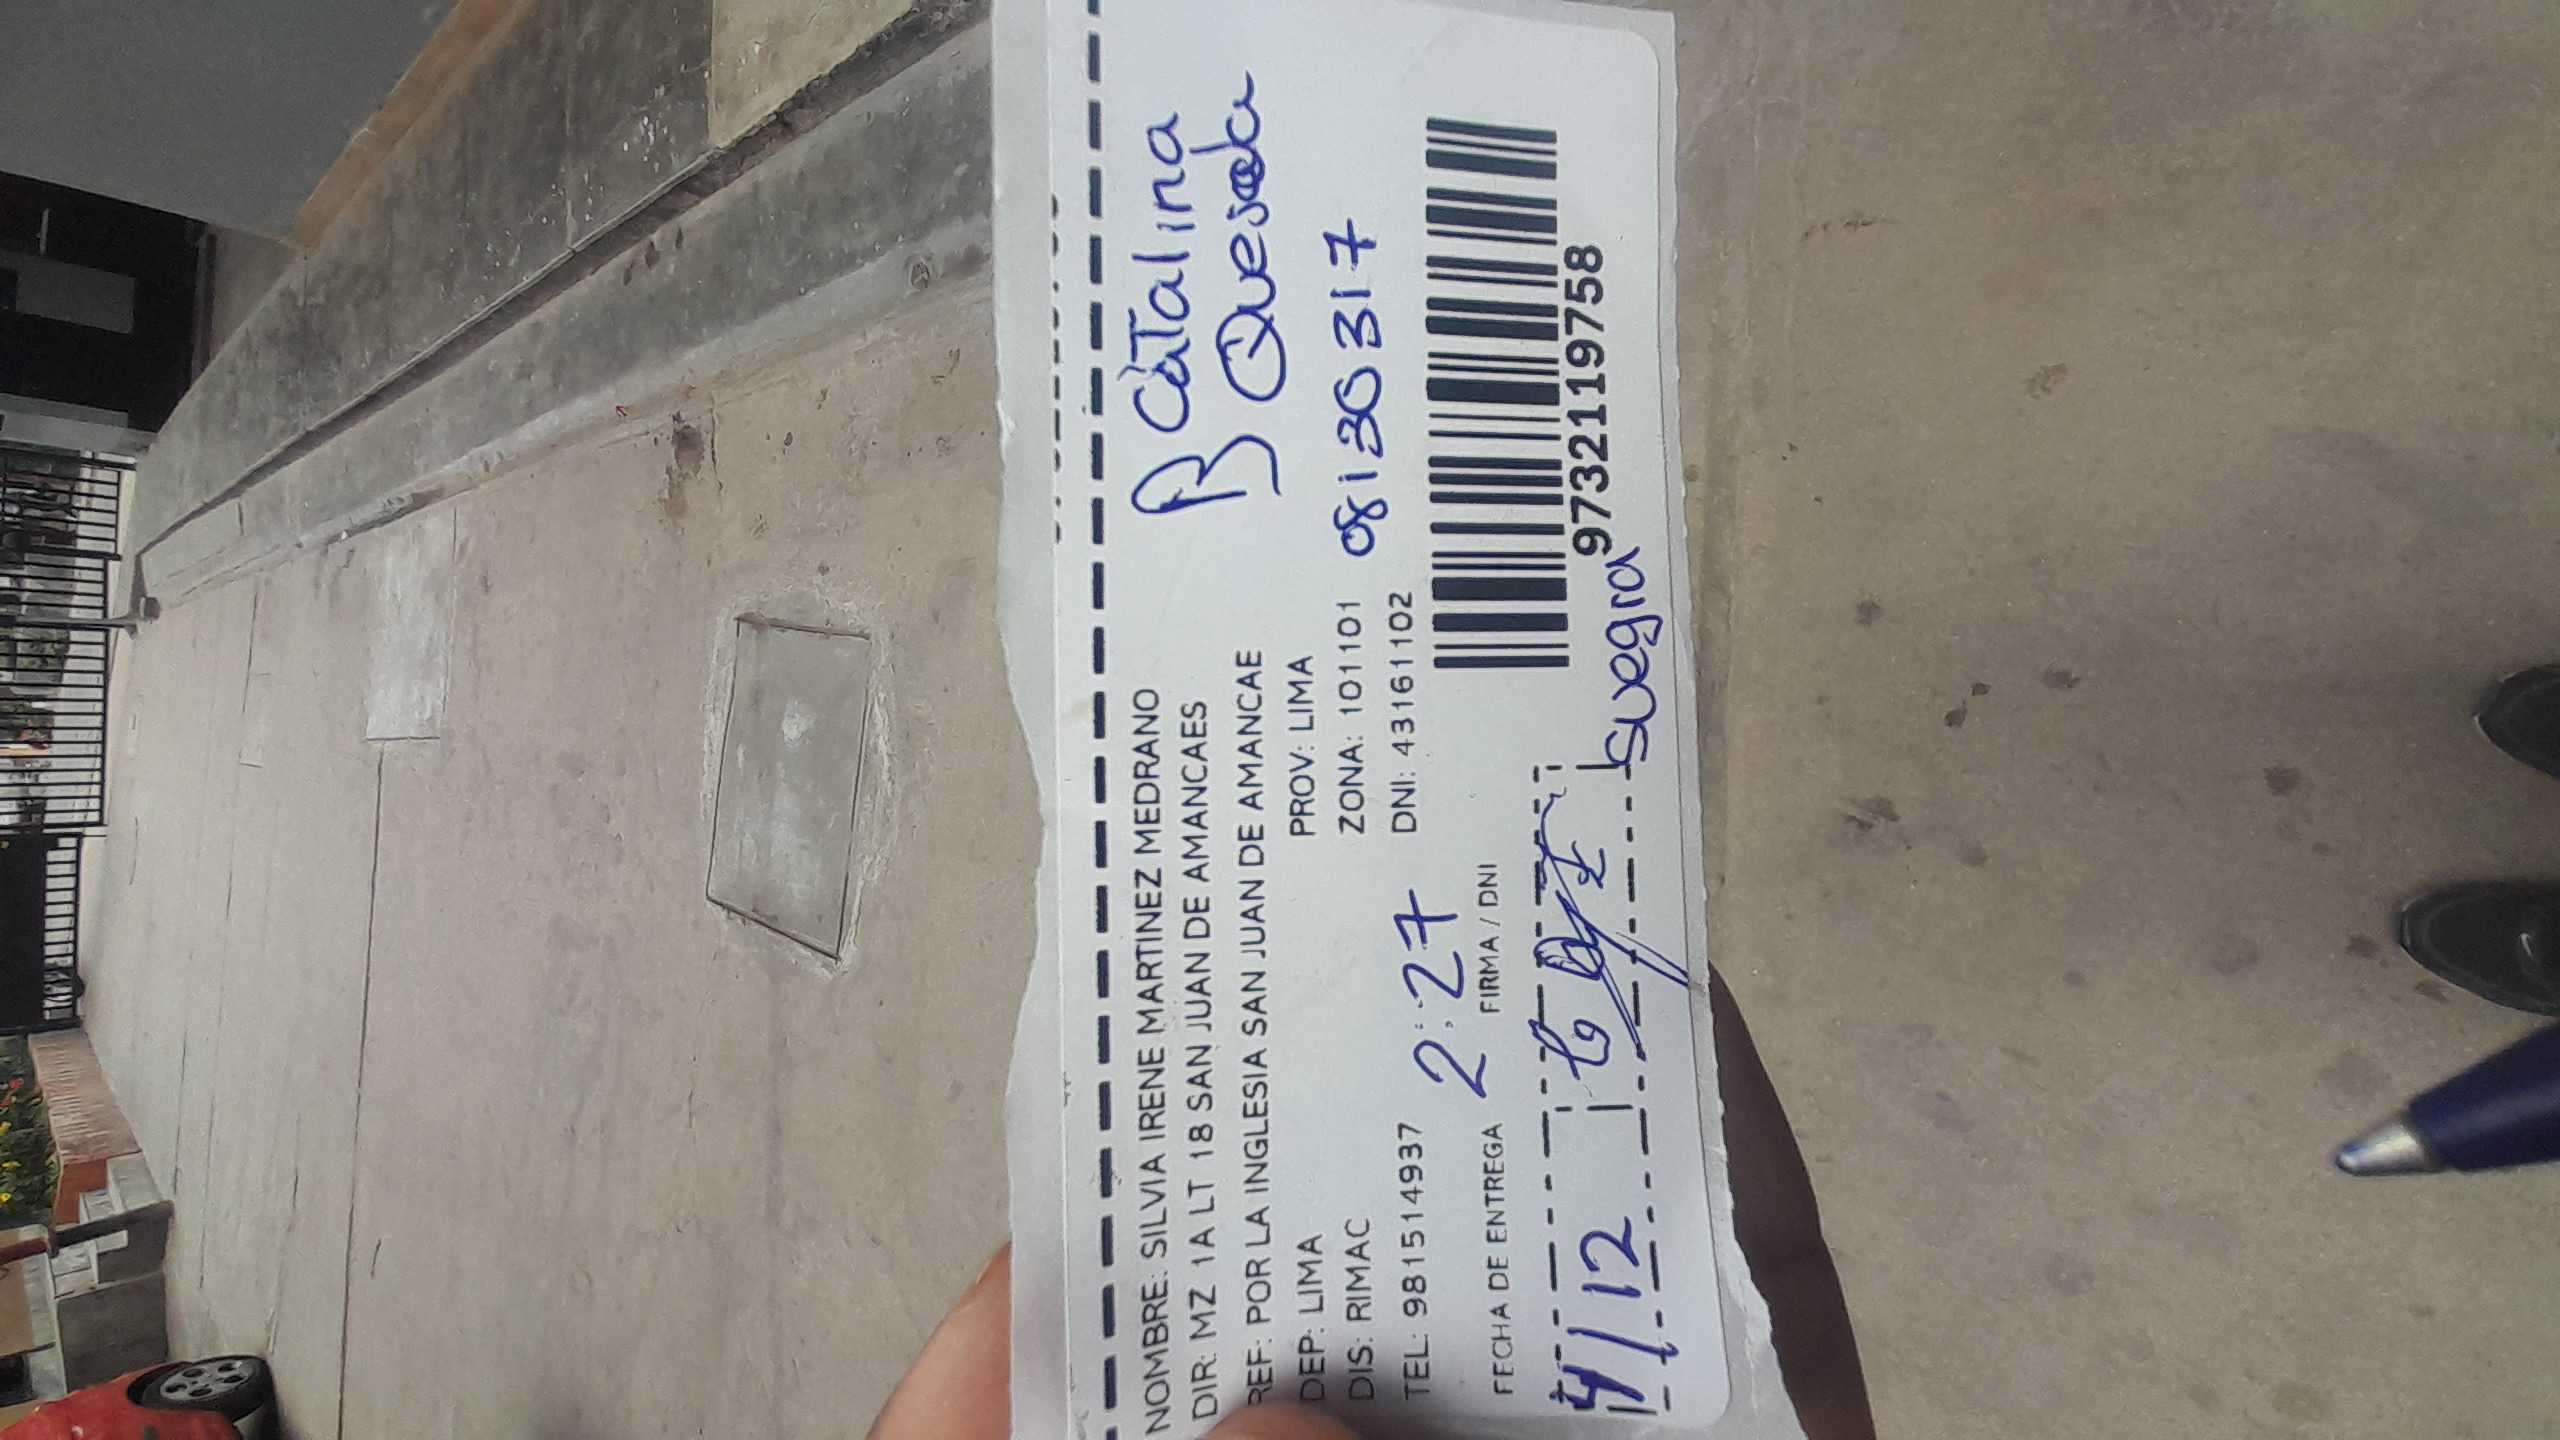 NOMBRE: SILVIA IRENE MARTINEZ MEDRANO
DIR: MZ 1A LT 18 SAN JUAN DE AMANCAES
REF: POR LA INGLESIA SAN JUAN DE AMANCAE
DEP: LIMA PROV: LIMA
DIS: RIMAC ZONA: 101101
TEL: 981514937 DNI: 43161102
Catalina
Quesada
08130317
2:27
FECHA DE ENTREGA FIRMA / DNI
4/12
suegra
9732119758